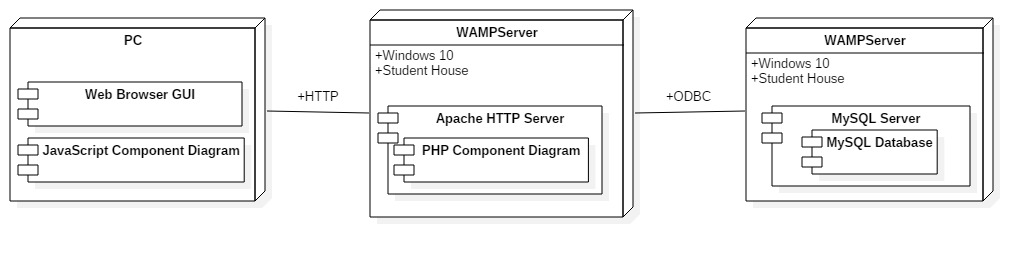 PC
Web Browser GUI
JavaScript Component Diagram
+HTTP
WAMPServer
+Windows 10
+Student House
Apache HTTP Server
PHP Component Diagram
+ODBC
WAMPServer
+Windows 10
+Student House
MySQL Server
MySQL Database